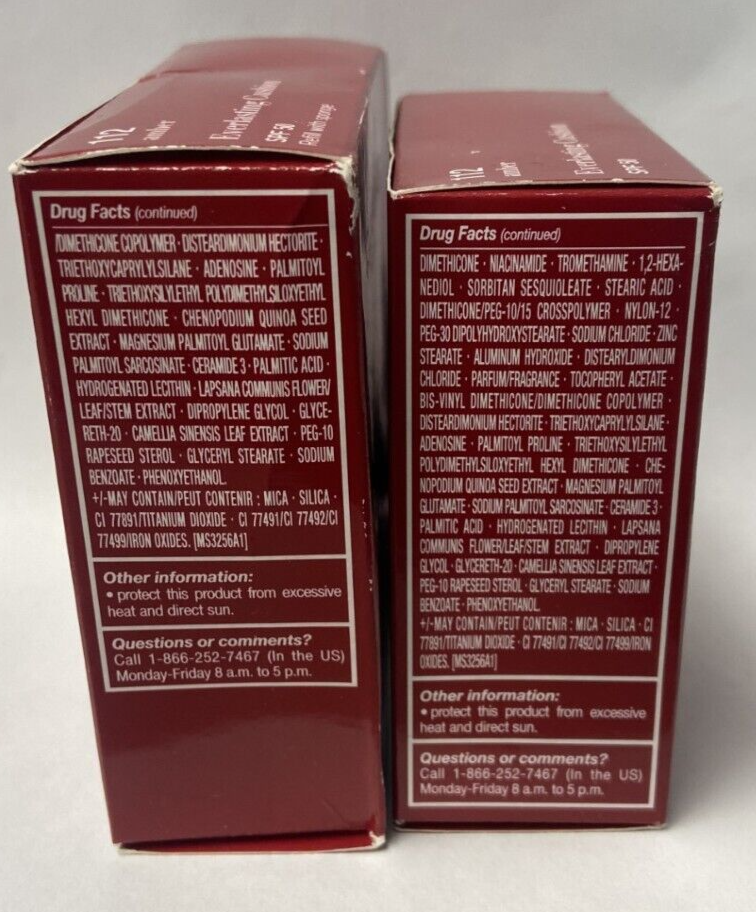 112
amber
Everlasting Cushion
SPF 50
Refill with sponge
Drug Facts (continued)
/DIMETHICONE COPOLYMER · DISTEARDIMONIUM HECTORITE ·
TRIETHOXYCAPRYLYLSILANE · ADENOSINE · PALMITOYL
PROLINE · TRIETHOXYSILYLETHYL POLYDIMETHYLSILOXYETHYL
HEXYL DIMETHICONE · CHENOPODIUM QUINOA SEED
EXTRACT · MAGNESIUM PALMITOYL GLUTAMATE · SODIUM
PALMITOYL SARCOSINATE · CERAMIDE 3 · PALMITIC ACID ·
HYDROGENATED LECITHIN · LAPSANA COMMUNIS FLOWER/
LEAF/STEM EXTRACT · DIPROPYLENE GLYCOL · GLYCE-
RETH-20 · CAMELLIA SINENSIS LEAF EXTRACT · PEG-10
RAPESEED STEROL · GLYCERYL STEARATE · SODIUM
BENZOATE · PHENOXYETHANOL.
+/-MAY CONTAIN/PEUT CONTENIR : MICA · SILICA ·
CI 77891/TITANIUM DIOXIDE · CI 77491/CI 77492/CI
77499/IRON OXIDES. [MS3256A1]
Other information:
• protect this product from excessive
heat and direct sun.
Questions or comments?
Call 1-866-252-7467 (In the US)
Monday-Friday 8 a.m. to 5 p.m.
112
amber
Everlasting Cushion
SPF 50
Drug Facts (continued)
DIMETHICONE · NIACINAMIDE · TROMETHAMINE · 1,2-HEXA-
NEDIOL · SORBITAN SESQUIOLEATE · STEARIC ACID ·
DIMETHICONE/PEG-10/15 CROSSPOLYMER · NYLON-12 ·
PEG-30 DIPOLYHYDROXYSTEARATE · SODIUM CHLORIDE · ZINC
STEARATE · ALUMINUM HYDROXIDE · DISTEARYLDIMONIUM
CHLORIDE · PARFUM/FRAGRANCE · TOCOPHERYL ACETATE ·
BIS-VINYL DIMETHICONE/DIMETHICONE COPOLYMER ·
DISTEARDIMONIUM HECTORITE · TRIETHOXYCAPRYLYLSILANE ·
ADENOSINE · PALMITOYL PROLINE · TRIETHOXYSILYLETHYL
POLYDIMETHYLSILOXYETHYL HEXYL DIMETHICONE · CHE-
NOPODIUM QUINOA SEED EXTRACT · MAGNESIUM PALMITOYL
GLUTAMATE · SODIUM PALMITOYL SARCOSINATE · CERAMIDE 3 ·
PALMITIC ACID · HYDROGENATED LECITHIN · LAPSANA
COMMUNIS FLOWER/LEAF/STEM EXTRACT · DIPROPYLENE
GLYCOL · GLYCERETH-20 · CAMELLIA SINENSIS LEAF EXTRACT ·
PEG-10 RAPESEED STEROL · GLYCERYL STEARATE · SODIUM
BENZOATE · PHENOXYETHANOL.
+/-MAY CONTAIN/PEUT CONTENIR : MICA · SILICA · CI
77891/TITANIUM DIOXIDE · CI 77491/CI 77492/CI 77499/IRON
OXIDES. [MS3256A1]
Other information:
• protect this product from excessive
heat and direct sun.
Questions or comments?
Call 1-866-252-7467 (In the US)
Monday-Friday 8 a.m. to 5 p.m.